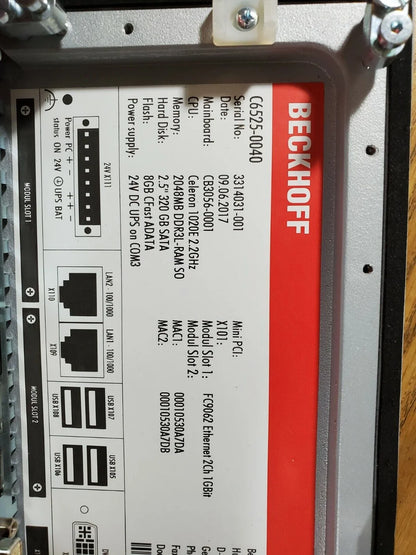 BECKHOFF
C6525-0040
Serial No: 3314031-001
Date: 09.06.2017
Mainboard: CB3056-0001
CPU: Celeron 1020E 2.2GHz
Memory: 2048MB DDR3L-RAM SO
Hard Disk: 2.5" 320 GB SATA
Flash: 8GB CFast ADATA
Power supply: 24V DC UPS on COM3
Mini PCI:
X101:
Modul Slot 1: FC9062 Ethernet 2Ch 1GBit
Modul Slot 2:
MAC1: 00010530A7DA
MAC2: 00010530A7DB
24V X111
Power PC + - + + -
status ON 24V UPS BAT
MODUL SLOT 1
LAN2 100/1000
X110
LAN1 100/1000
X109
USB X107
USB X108
MODUL SLOT 2
USB X105
USB X106